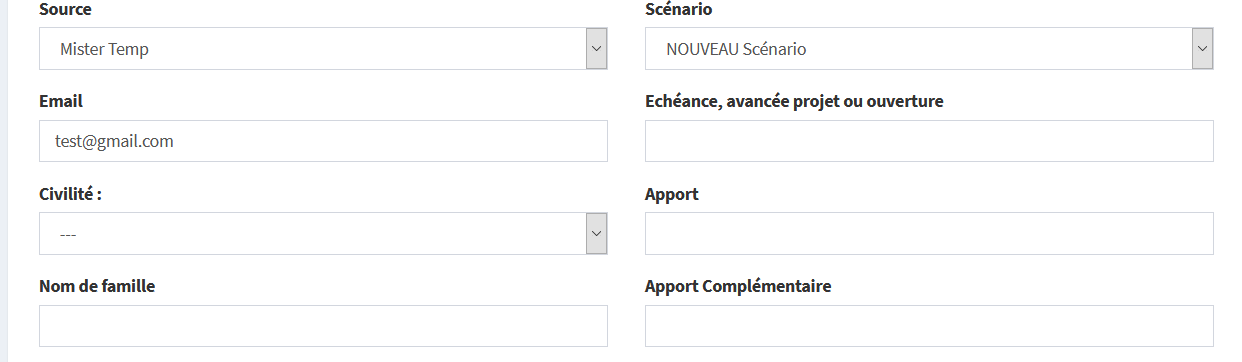 Source
Mister Temp
Email
test@gmail.com
Civilité :
---
Nom de famille
Scénario
NOUVEAU Scénario
Echéance, avancée projet ou ouverture
Apport
Apport Complémentaire